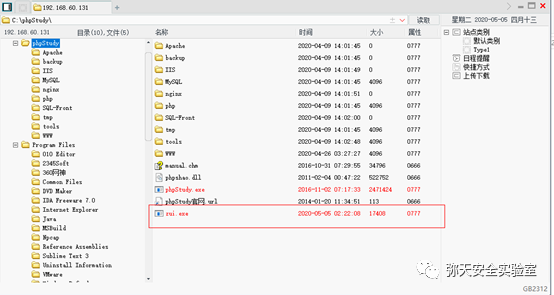 192.168.60.131
C:\phpStudy\
读取
星期二 2020-05-05 四月十三
192.168.60.131
目录(10),文件(5)
名称 时间 大小 属性
phpStudy
Apache
backup
IIS
MySQL
nginx
php
SQL-Front
tmp
tools
WWW
Program Files
010 Editor
2345Soft
Common Files
DVD Maker
IDA Freeware 7.0
Internet Explorer
Java
MSBuild
Npcap
Reference Assemblies
Sublime Text 3
Uninstall Information
VMware
Apache 2020-04-09 14:01:45 0 0777
backup 2020-04-09 14:01:45 0 0777
IIS 2020-04-09 14:01:49 0 0777
MySQL 2020-04-09 14:01:45 4096 0777
nginx 2020-04-09 14:01:51 0 0777
php 2020-04-09 14:01:45 4096 0777
SQL-Front 2020-04-09 14:02:00 0 0777
tmp 2020-04-09 14:01:45 4096 0777
tools 2020-04-09 14:02:48 4096 0777
WWW 2020-04-26 03:27:27 4096 0777
manual.chm 2016-10-31 07:29:55 34796 0666
phpshao.dll 2011-02-04 00:47:22 522752 0666
phpStudy.exe 2016-11-02 07:17:33 2471424 0777
phpStudy官网.url 2014-01-20 11:34:51 113 0666
rui.exe 2020-05-05 02:22:08 17408 0777
站点类别
默认类别
Type1
日程提醒
快捷方式
上传下载
弥天安全实验室
GB2312